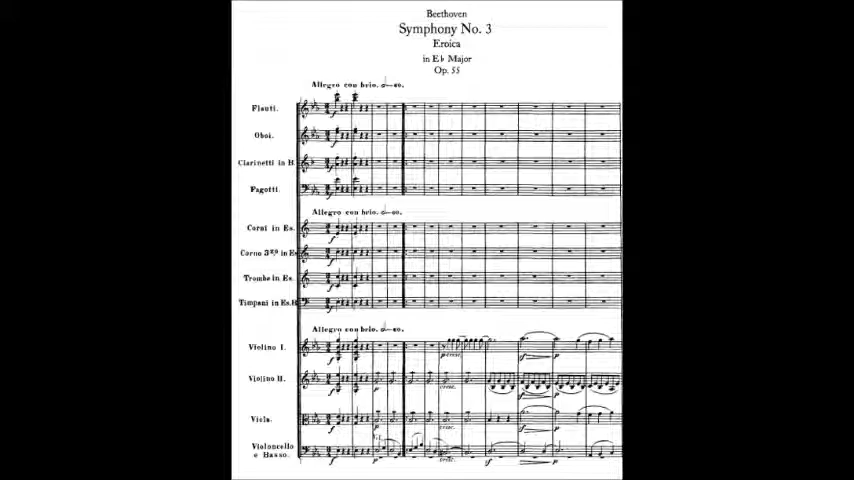 Beethoven
Symphony No. 3
Eroica
in E♭ Major
Op. 55
Allegro con brio.
Flauti.
Oboi.
Clarinetti in B.
Fagotti.
Allegro con brio.
Corni in Es.
Corno 3zo in Es
Trombe in Es.
Timpani in Es.B
Allegro con brio.
Violino I.
Violino II.
Viola.
Violoncello
e Basso.